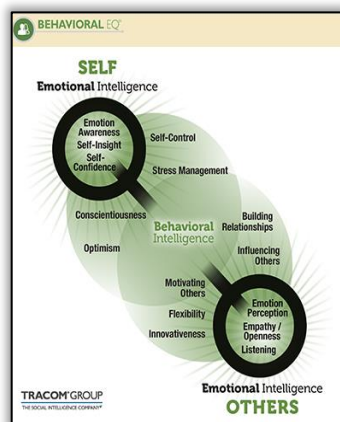 BEHAVIORAL EQ®
SELF
Emotional Intelligence
Emotion
Awareness
Self-Insight
Self-
Confidence
Self-Control
Stress Management
Conscientiousness
Optimism
Behavioral
Intelligence
Building
Relationships
Influencing
Others
Motivating
Others
Flexibility
Innovativeness
Emotion
Perception
Empathy /
Openness
Listening
Emotional Intelligence
OTHERS
TRACOM®GROUP
THE SOCIAL INTELLIGENCE COMPANY®